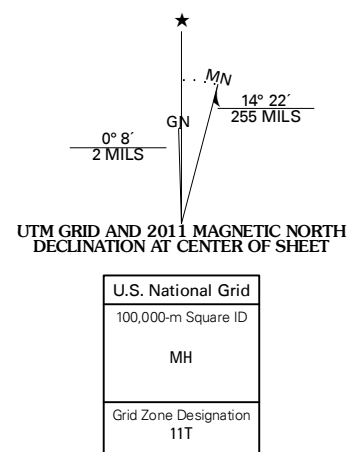 ★
MN
14° 22´
255 MILS
GN
0° 8´
2 MILS
UTM GRID AND 2011 MAGNETIC NORTH
DECLINATION AT CENTER OF SHEET
U.S. National Grid
100,000-m Square ID
MH
Grid Zone Designation
11T